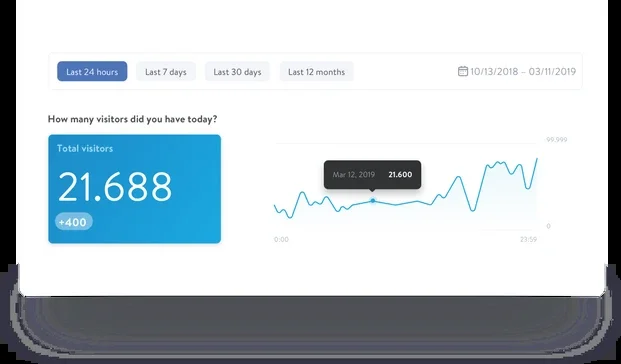 Last 24 hours Last 7 days Last 30 days Last 12 months 10/13/2018 – 03/11/2019
How many visitors did you have today?
Total visitors
21.688
+400
99,999
Mar 12, 2019 21.600
0
0:00 21:59